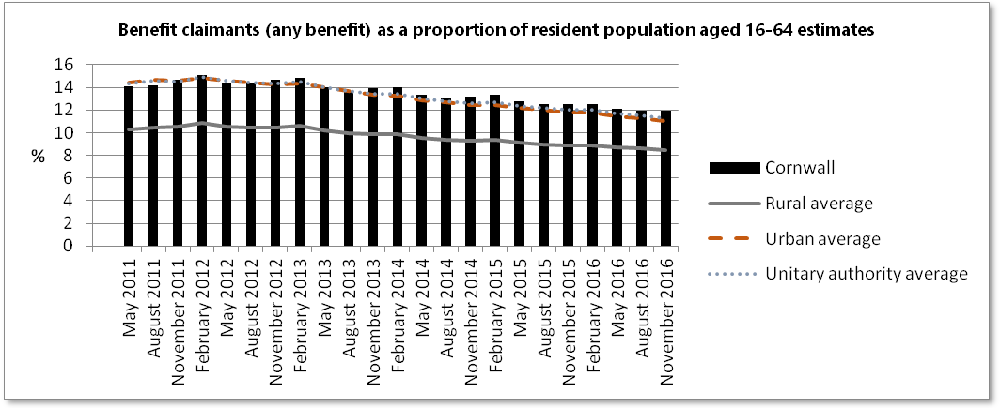 Benefit claimants (any benefit) as a proportion of resident population aged 16-64 estimates
16
14
12
10
8
6
4
2
0
%
May 2011
August 2011
November 2011
February 2012
May 2012
August 2012
November 2012
February 2013
May 2013
August 2013
November 2013
February 2014
May 2014
August 2014
November 2014
February 2015
May 2015
August 2015
November 2015
February 2016
May 2016
August 2016
November 2016
Cornwall
Rural average
Urban average
Unitary authority average